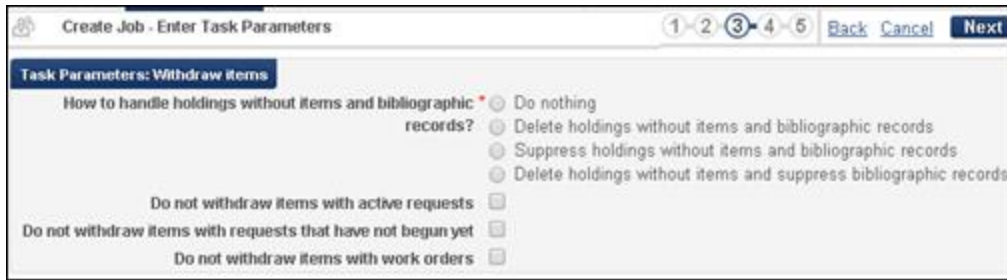 Create Job - Enter Task Parameters 1 2 3 4 5 Back Cancel Next
Task Parameters: Withdraw items
How to handle holdings without items and bibliographic * Do nothing
records? Delete holdings without items and bibliographic records
Suppress holdings without items and bibliographic records
Delete holdings without items and suppress bibliographic records
Do not withdraw items with active requests
Do not withdraw items with requests that have not begun yet
Do not withdraw items with work orders